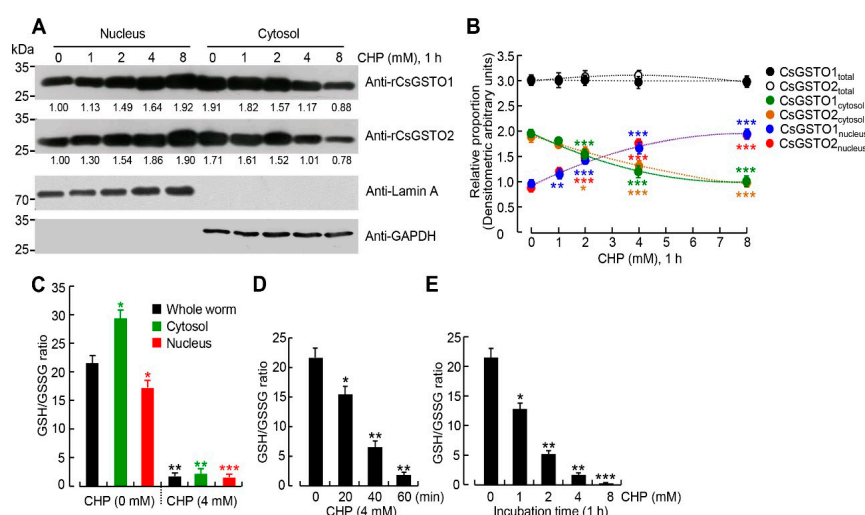 A
Nucleus Cytosol
kDa 0 1 2 4 8 0 1 2 4 8 CHP (mM), 1 h
35
25
Anti-rCsGSTO1
1.00 1.13 1.49 1.64 1.92 1.91 1.82 1.57 1.17 0.88
35
25
Anti-rCsGSTO2
1.00 1.30 1.54 1.86 1.90 1.71 1.61 1.52 1.01 0.78
70
Anti-Lamin A
35
25
Anti-GAPDH
B
Relative proportion
(Densitometric arbitrary units)
3.5
3.0
2.5
2.0
1.5
1.0
0.5
0
*** *** *** ***
*** *** ***
** *** *** ***
*** *** ***
*
0 1 2 3 4 5 6 7 8
CHP (mM), 1 h
CsGSTO1total
CsGSTO2total
CsGSTO1cytosol
CsGSTO2cytosol
CsGSTO1nucleus
CsGSTO2nucleus
C
GSH/GSSG ratio
35
30
25
20
15
10
5
0
Whole worm
Cytosol
Nucleus
* * ** ** ***
CHP (0 mM) CHP (4 mM)
D
GSH/GSSG ratio
25
20
15
10
5
0
* ** **
0 20 40 60 (min)
CHP (4 mM)
E
GSH/GSSG ratio
25
20
15
10
5
0
* ** ** ***
0 1 2 4 8 CHP (mM)
Incubation time (1 h)